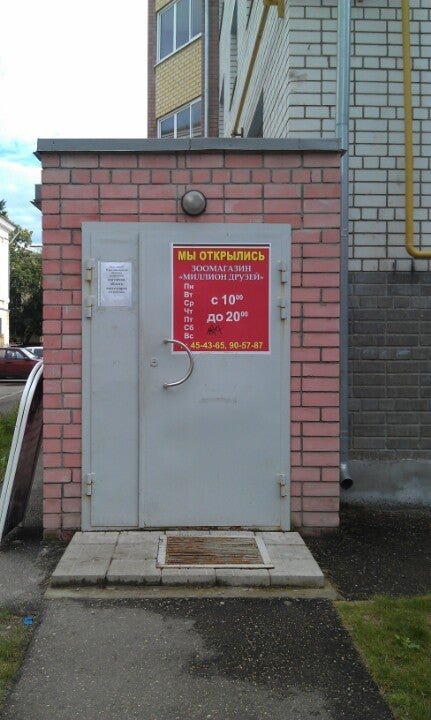 МЫ ОТКРЫЛИСЬ
ЗООМАГАЗИН
«МИЛЛИОН ДРУЗЕЙ»
Пн
Вт
Ср
Чт
Пт
Сб
Вс
с 10⁰⁰
до 20⁰⁰
45-43-65, 90-57-87